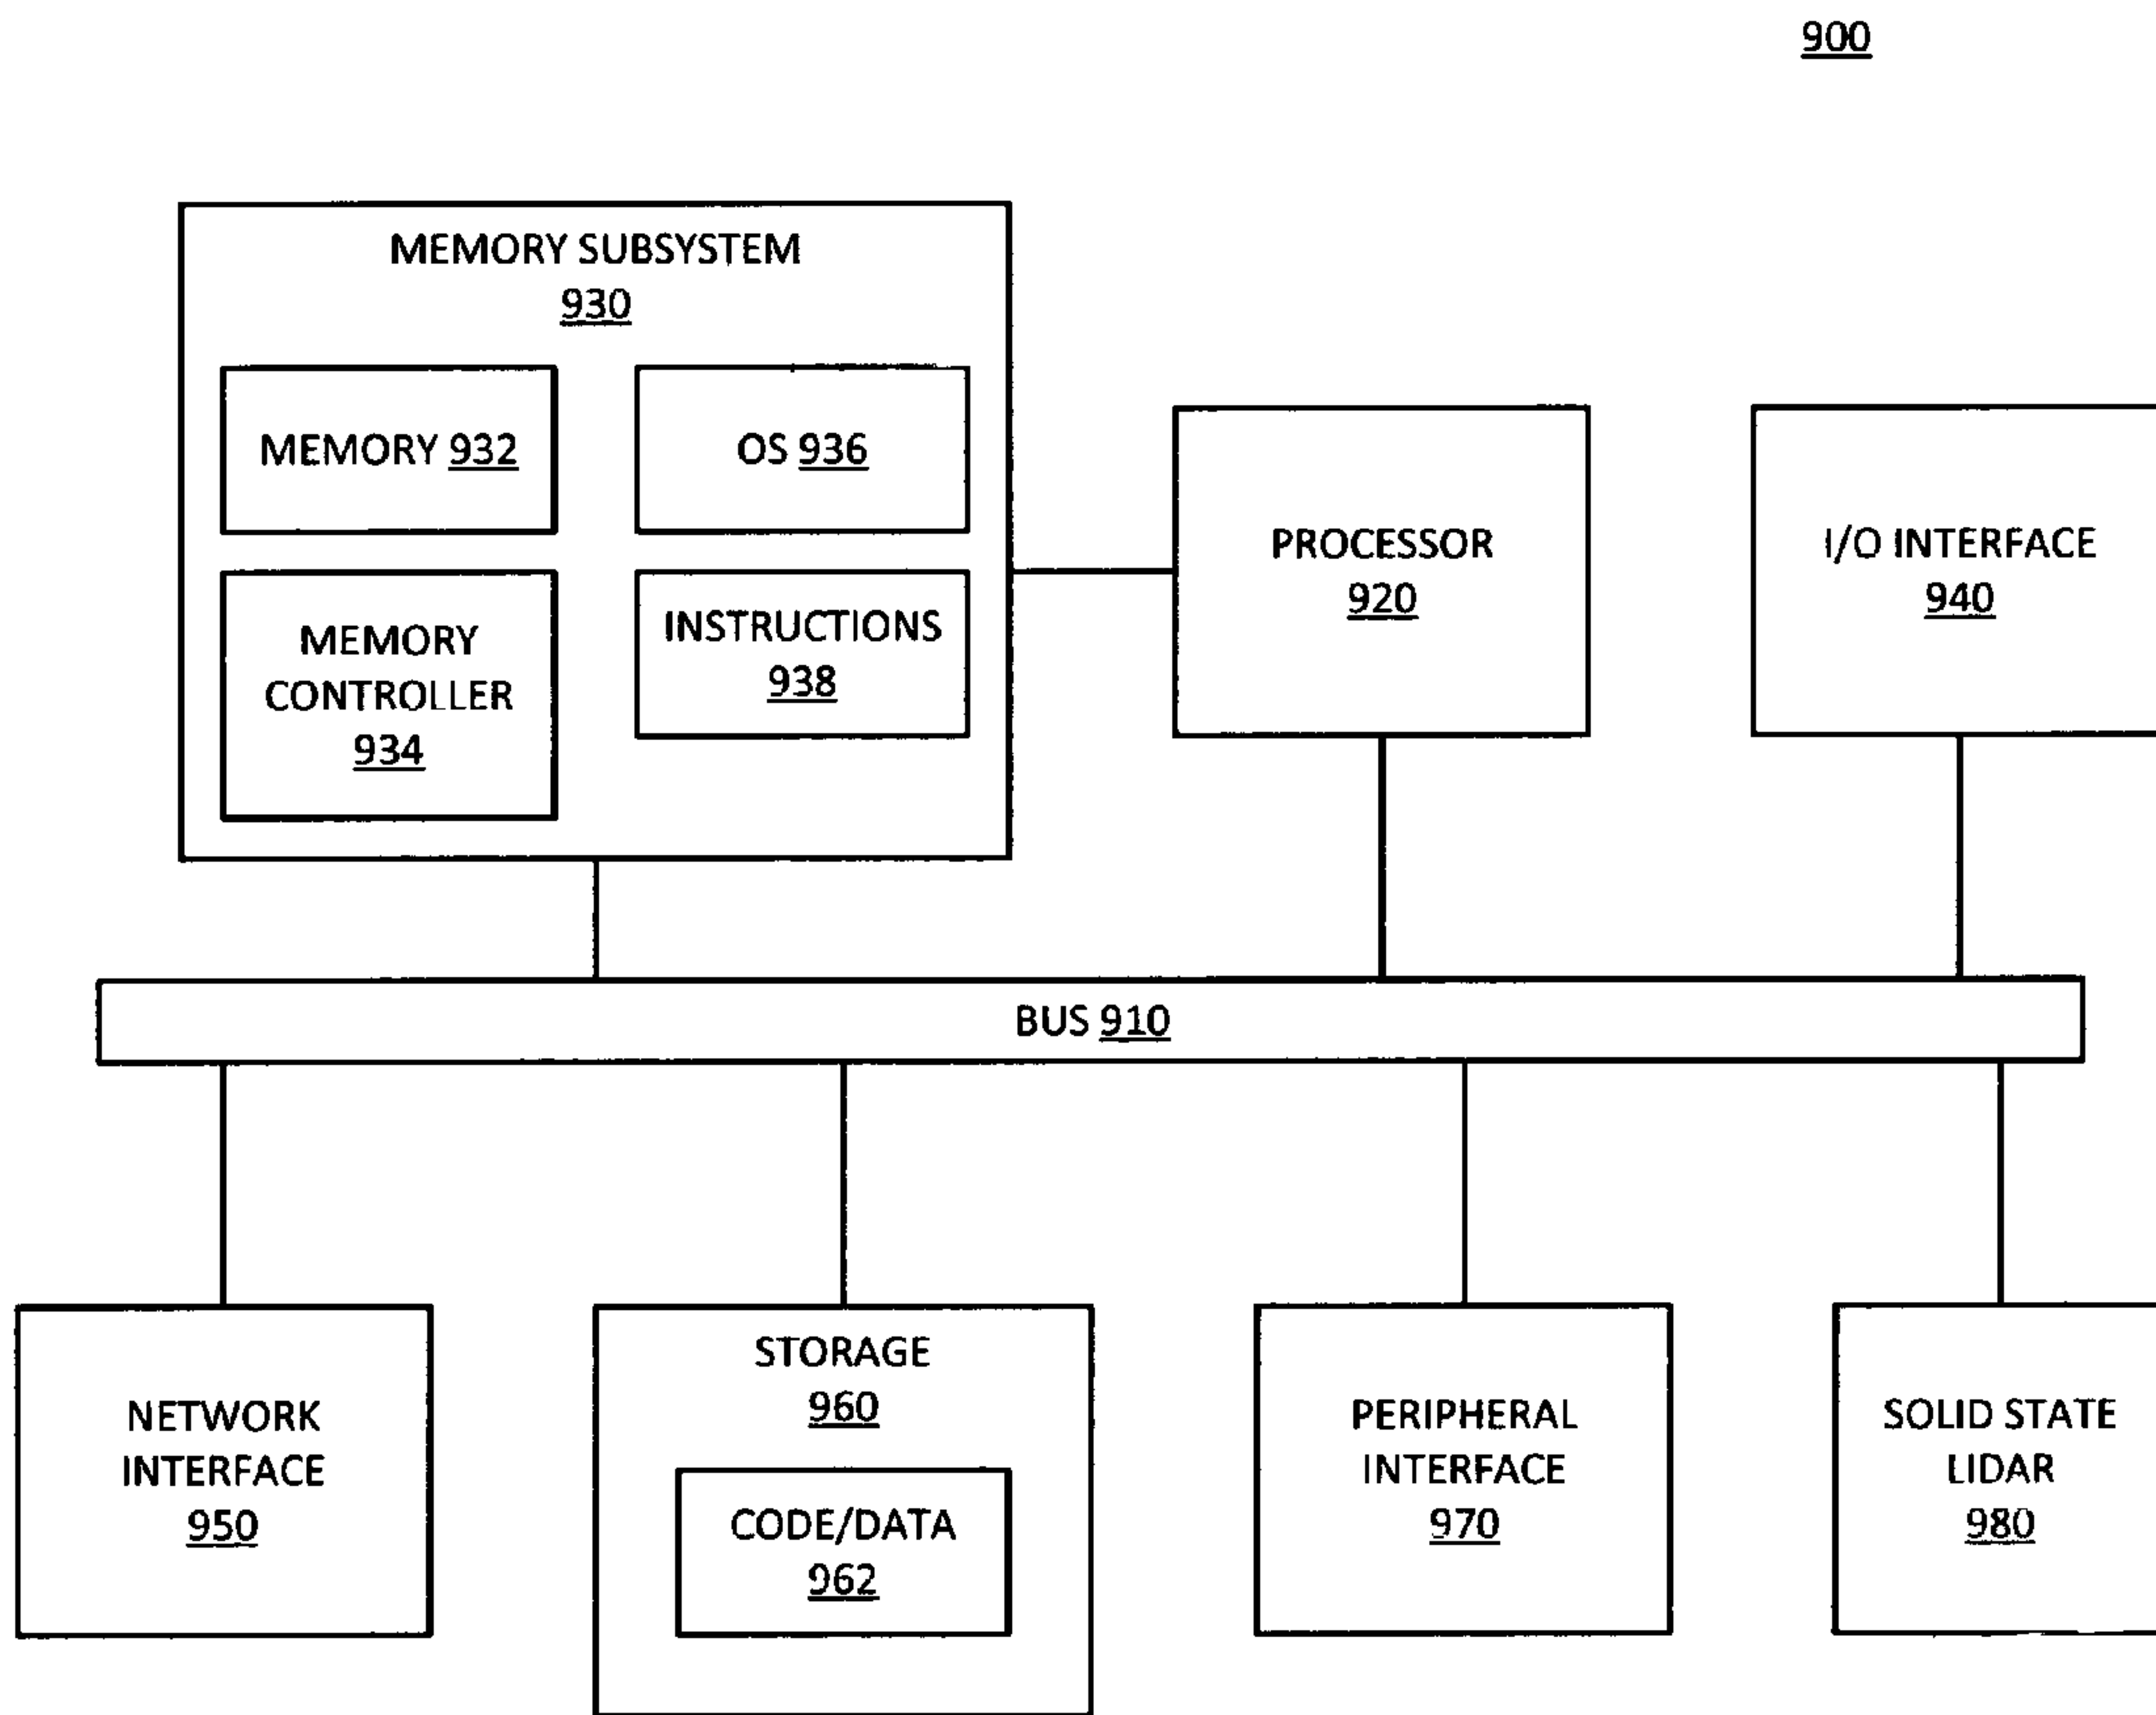 900
MEMORY SUBSYSTEM
930
MEMORY 932
OS 936
MEMORY
CONTROLLER
934
INSTRUCTIONS
938
PROCESSOR
920
I/O INTERFACE
940
BUS 910
NETWORK
INTERFACE
950
STORAGE
960
CODE/DATA
962
PERIPHERAL
INTERFACE
970
SOLID STATE
LIDAR
980